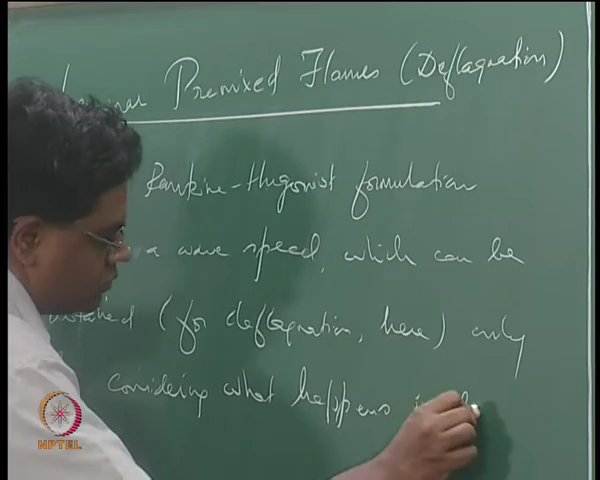 Premixed Flames (Deflagration)
Rankine-Hugoniot formulation
a wave speed, which can be
(for deflagration, here) only
considering what happens
NPTEL